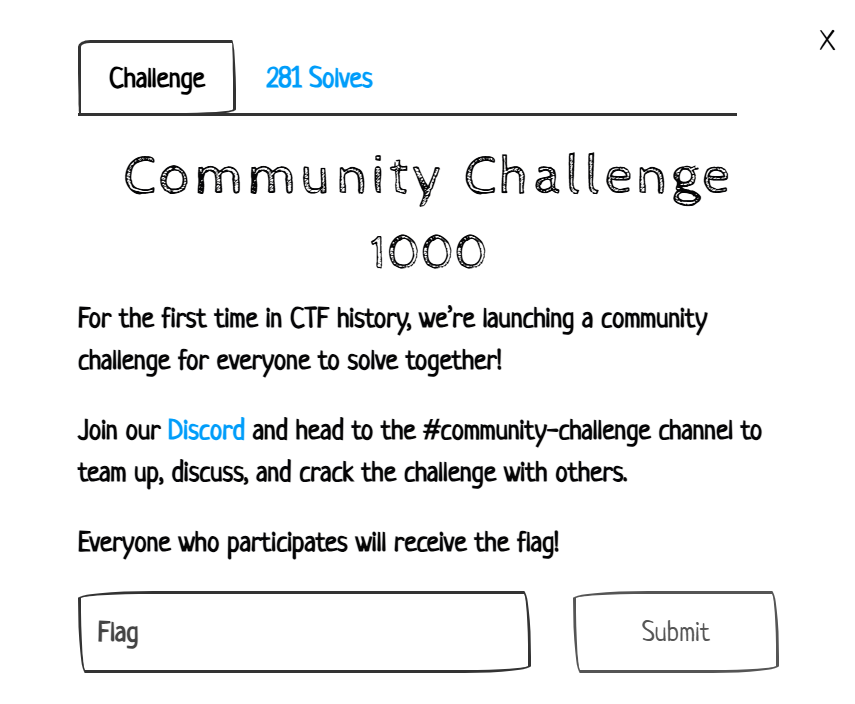 X
Challenge
281 Solves
Community Challenge
1000
For the first time in CTF history, we're launching a community
challenge for everyone to solve together!
Join our Discord and head to the #community-challenge channel to
team up, discuss, and crack the challenge with others.
Everyone who participates will receive the flag!
Flag
Submit